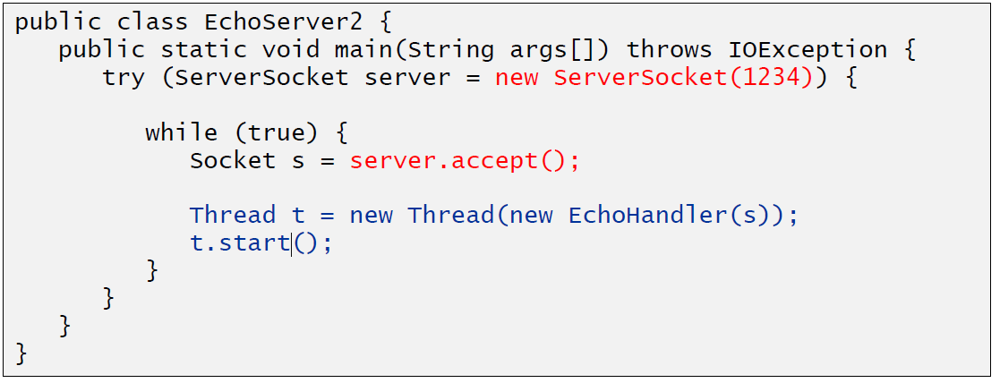 public class EchoServer2 {
public static void main(String args[]) throws IOException {
try (ServerSocket server = new ServerSocket(1234)) {
while (true) {
Socket s = server.accept();
Thread t = new Thread(new EchoHandler(s));
t.start();
}
}
}
}